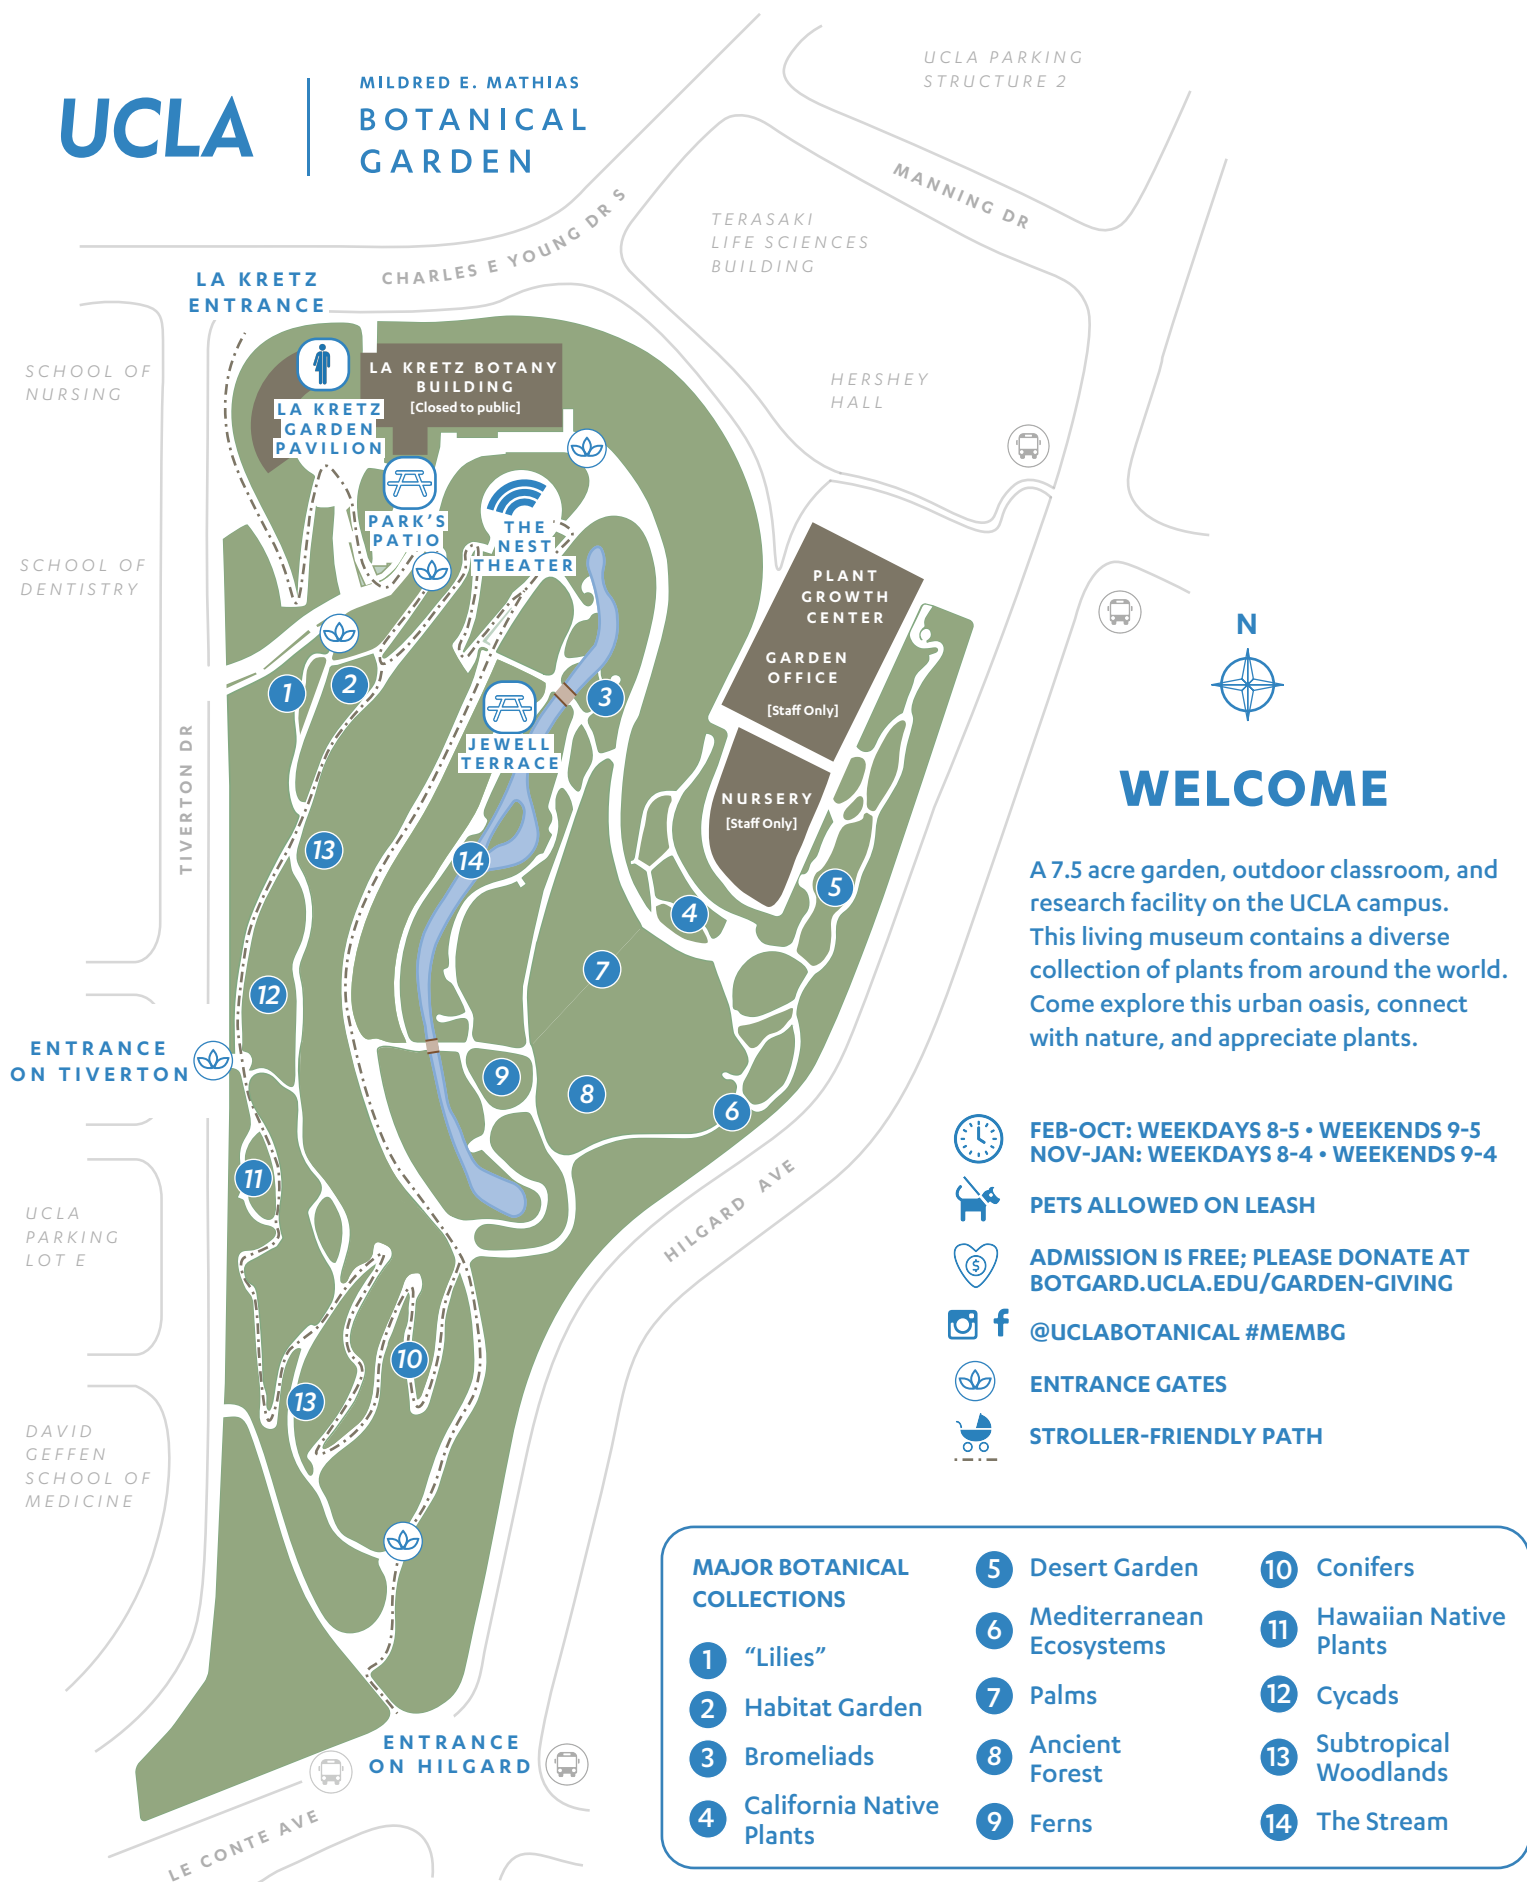 UCLA
MILDRED E. MATHIAS
BOTANICAL
GARDEN
UCLA PARKING
STRUCTURE 2
MANNING DR
CHARLES E YOUNG DR S
TERASAKI
LIFE SCIENCES
BUILDING
LA KRETZ
ENTRANCE
SCHOOL OF
NURSING
LA KRETZ BOTANY
BUILDING
[Closed to public]
HERSHEY
HALL
LA KRETZ
GARDEN
PAVILION
PARK'S
PATIO
THE
NEST
THEATER
SCHOOL OF
DENTISTRY
PLANT
GROWTH
CENTER
GARDEN
OFFICE
[Staff Only]
N
1
2
3
JEWELL
TERRACE
TIVERTON DR
NURSERY
[Staff Only]
13
14
5
4
7
12
ENTRANCE
ON TIVERTON
9
8
6
11
HILGARD AVE
UCLA
PARKING
LOT E
10
13
DAVID
GEFFEN
SCHOOL OF
MEDICINE
ENTRANCE
ON HILGARD
LE CONTE AVE
WELCOME
A 7.5 acre garden, outdoor classroom, and
research facility on the UCLA campus.
This living museum contains a diverse
collection of plants from around the world.
Come explore this urban oasis, connect
with nature, and appreciate plants.
FEB-OCT: WEEKDAYS 8-5 • WEEKENDS 9-5
NOV-JAN: WEEKDAYS 8-4 • WEEKENDS 9-4
PETS ALLOWED ON LEASH
$
ADMISSION IS FREE; PLEASE DONATE AT
BOTGARD.UCLA.EDU/GARDEN-GIVING
@UCLABOTANICAL #MEMBG
ENTRANCE GATES
STROLLER-FRIENDLY PATH
MAJOR BOTANICAL
COLLECTIONS
1 “Lilies”
2 Habitat Garden
3 Bromeliads
4 California Native
Plants
5 Desert Garden
6 Mediterranean
Ecosystems
7 Palms
8 Ancient
Forest
9 Ferns
10 Conifers
11 Hawaiian Native
Plants
12 Cycads
13 Subtropical
Woodlands
14 The Stream